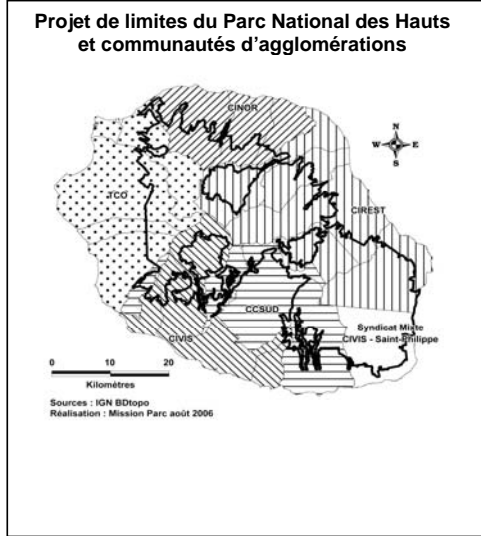 Projet de limites du Parc National des Hauts
et communautés d'agglomérations
CINOR
N
W E
S
TCO
CIREST
CCSUD
Syndicat Mixte
CIVIS - Saint-Philippe
CIVIS
0 10 20
Kilomètres
Sources : IGN BDtopo
Réalisation : Mission Parc août 2006